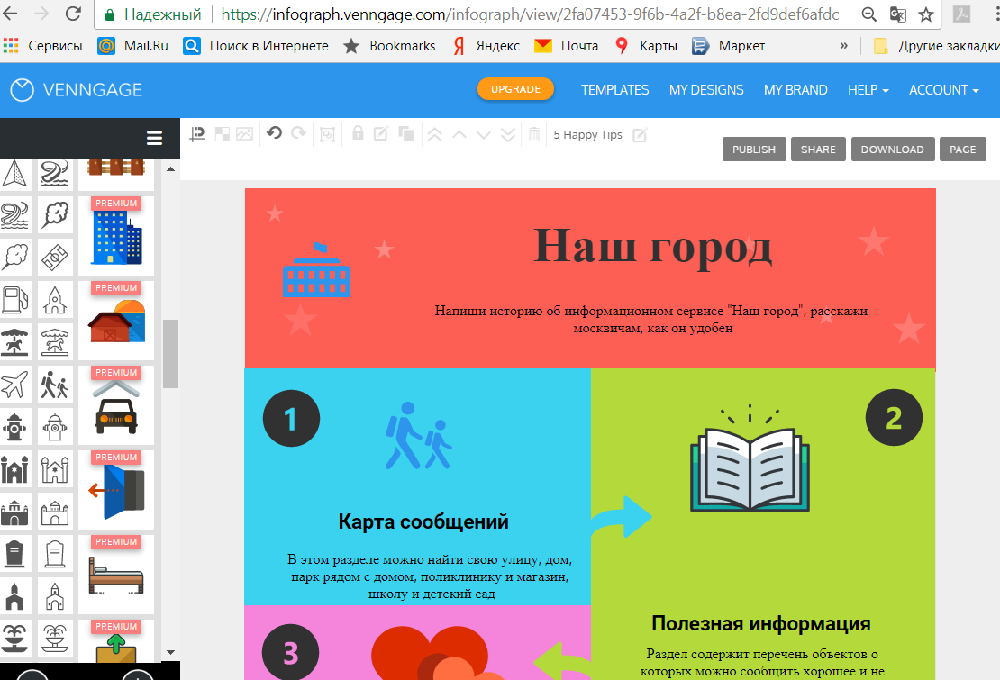 Надежный
https://infograph.venngage.com/infograph/view/2fa07453-9f6b-4a2f-b8ea-2fd9def6afdc
Сервисы
Mail.Ru
Поиск в Интернете
Bookmarks
Яндекс
Почта
Карты
Маркет
»
Другие закладки
VENNGAGE
UPGRADE
TEMPLATES
MY DESIGNS
MY BRAND
HELP
ACCOUNT
5 Happy Tips
PUBLISH
SHARE
DOWNLOAD
PAGE
PREMIUM
PREMIUM
PREMIUM
PREMIUM
PREMIUM
PREMIUM
Наш город
Напиши историю об информационном сервисе "Наш город", расскажи
москвичам, как он удобен
1
Карта сообщений
В этом разделе можно найти свою улицу, дом,
парк рядом с домом, поликлинику и магазин,
школу и детский сад
2
Полезная информация
Раздел содержит перечень объектов о
которых можно сообщить хорошее и не
3